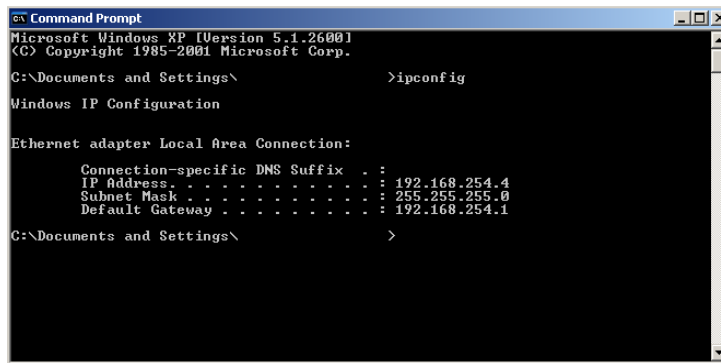 Command Prompt
Microsoft Windows XP [Version 5.1.2600]
(C) Copyright 1985-2001 Microsoft Corp.
C:\Documents and Settings\                   >ipconfig
Windows IP Configuration
Ethernet adapter Local Area Connection:
        Connection-specific DNS Suffix  . :
        IP Address. . . . . . . . . . . . : 192.168.254.4
        Subnet Mask . . . . . . . . . . . : 255.255.255.0
        Default Gateway . . . . . . . . . : 192.168.254.1
C:\Documents and Settings\                   >